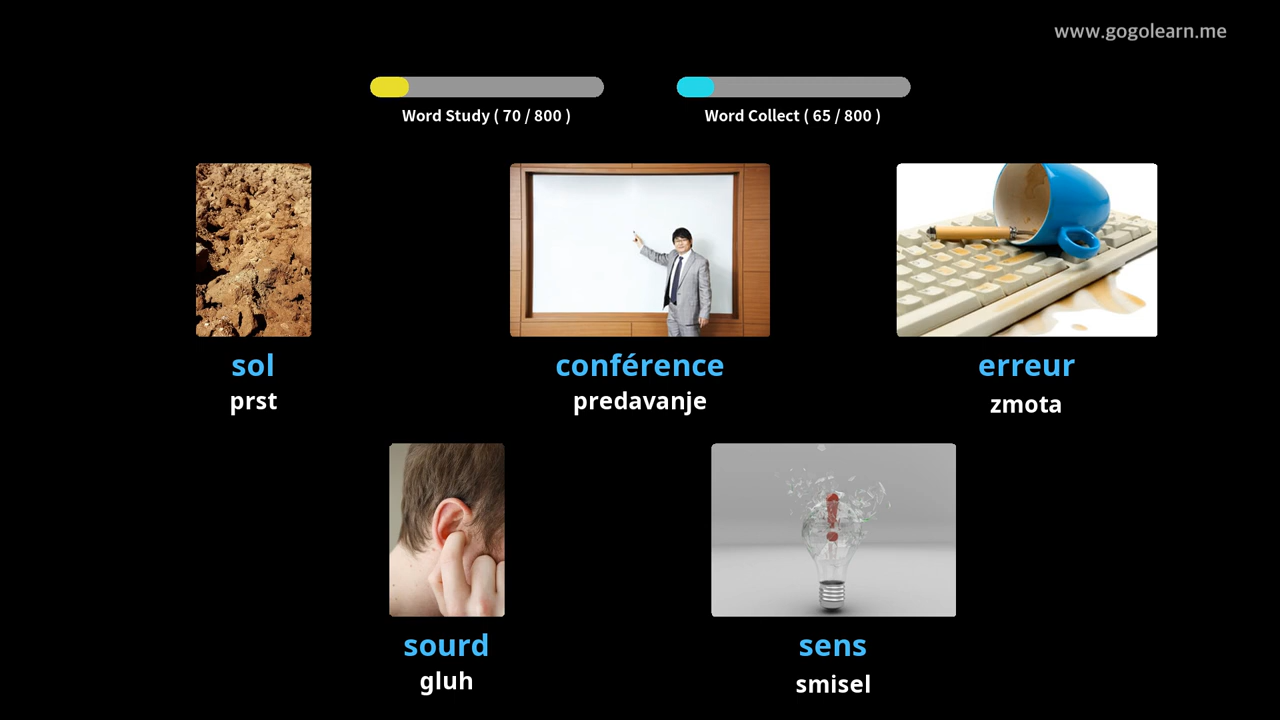 www.gogolearn.me
Word Study ( 70 / 800 )
Word Collect ( 65 / 800 )
sol
prst
conférence
predavanje
erreur
zmota
sourd
gluh
sens
smisel